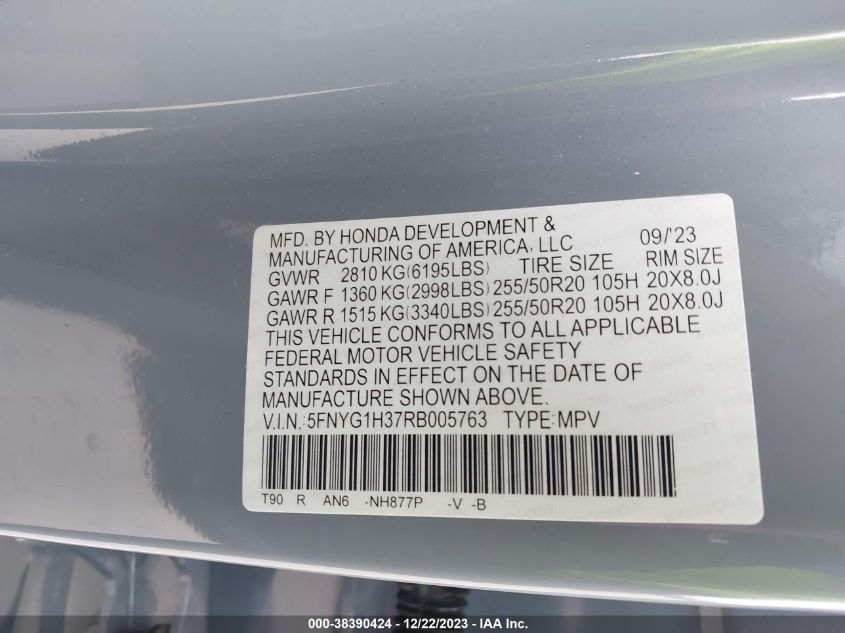 MFD. BY HONDA DEVELOPMENT &
MANUFACTURING OF AMERICA, LLC 09/'23
GVWR 2810 KG(6195LBS) TIRE SIZE RIM SIZE
GAWR F 1360 KG(2998LBS) 255/50R20 105H 20X8.0J
GAWR R 1515 KG(3340LBS) 255/50R20 105H 20X8.0J
THIS VEHICLE CONFORMS TO ALL APPLICABLE
FEDERAL MOTOR VEHICLE SAFETY
STANDARDS IN EFFECT ON THE DATE OF
MANUFACTURE SHOWN ABOVE.
V.I.N.:5FNYG1H37RB005763 TYPE:MPV
T90 R AN6 -NH877P -V -B
000-38390424 - 12/22/2023 - IAA Inc.